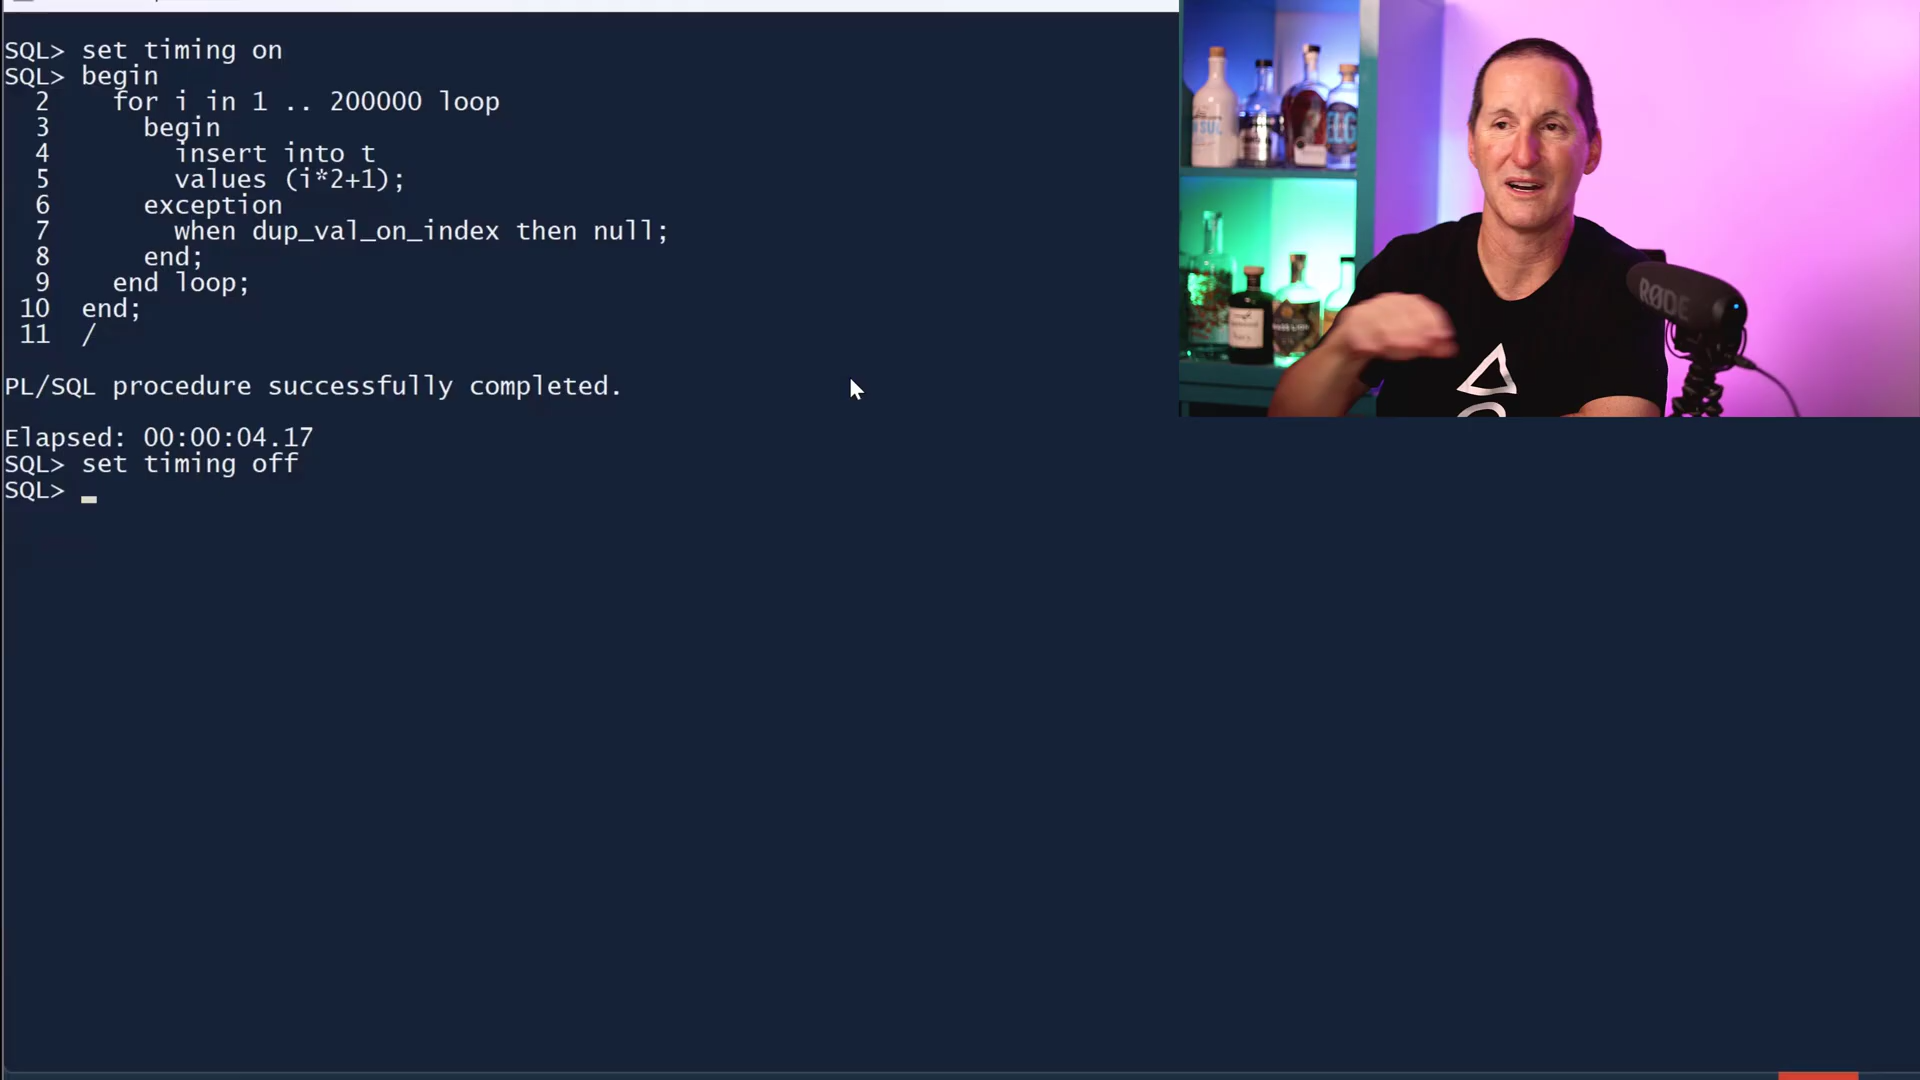 SQL> set timing on
SQL> begin
  2    for i in 1 .. 200000 loop
  3      begin
  4        insert into t
  5        values (i*2+1);
  6      exception
  7        when dup_val_on_index then null;
  8      end;
  9    end loop;
 10  end;
 11  /
PL/SQL procedure successfully completed.
Elapsed: 00:00:04.17
SQL> set timing off
SQL>
RØDE